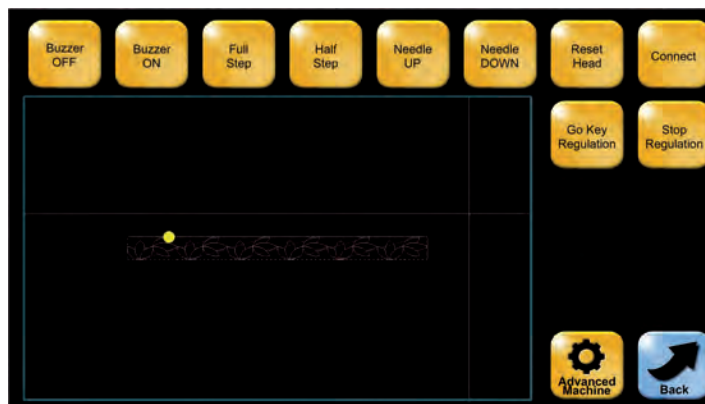 Buzzer
OFF
Buzzer
ON
Full
Step
Half
Step
Needle
UP
Needle
DOWN
Reset
Head
Connect
Go Key
Regulation
Stop
Regulation
Advanced
Machine
Back